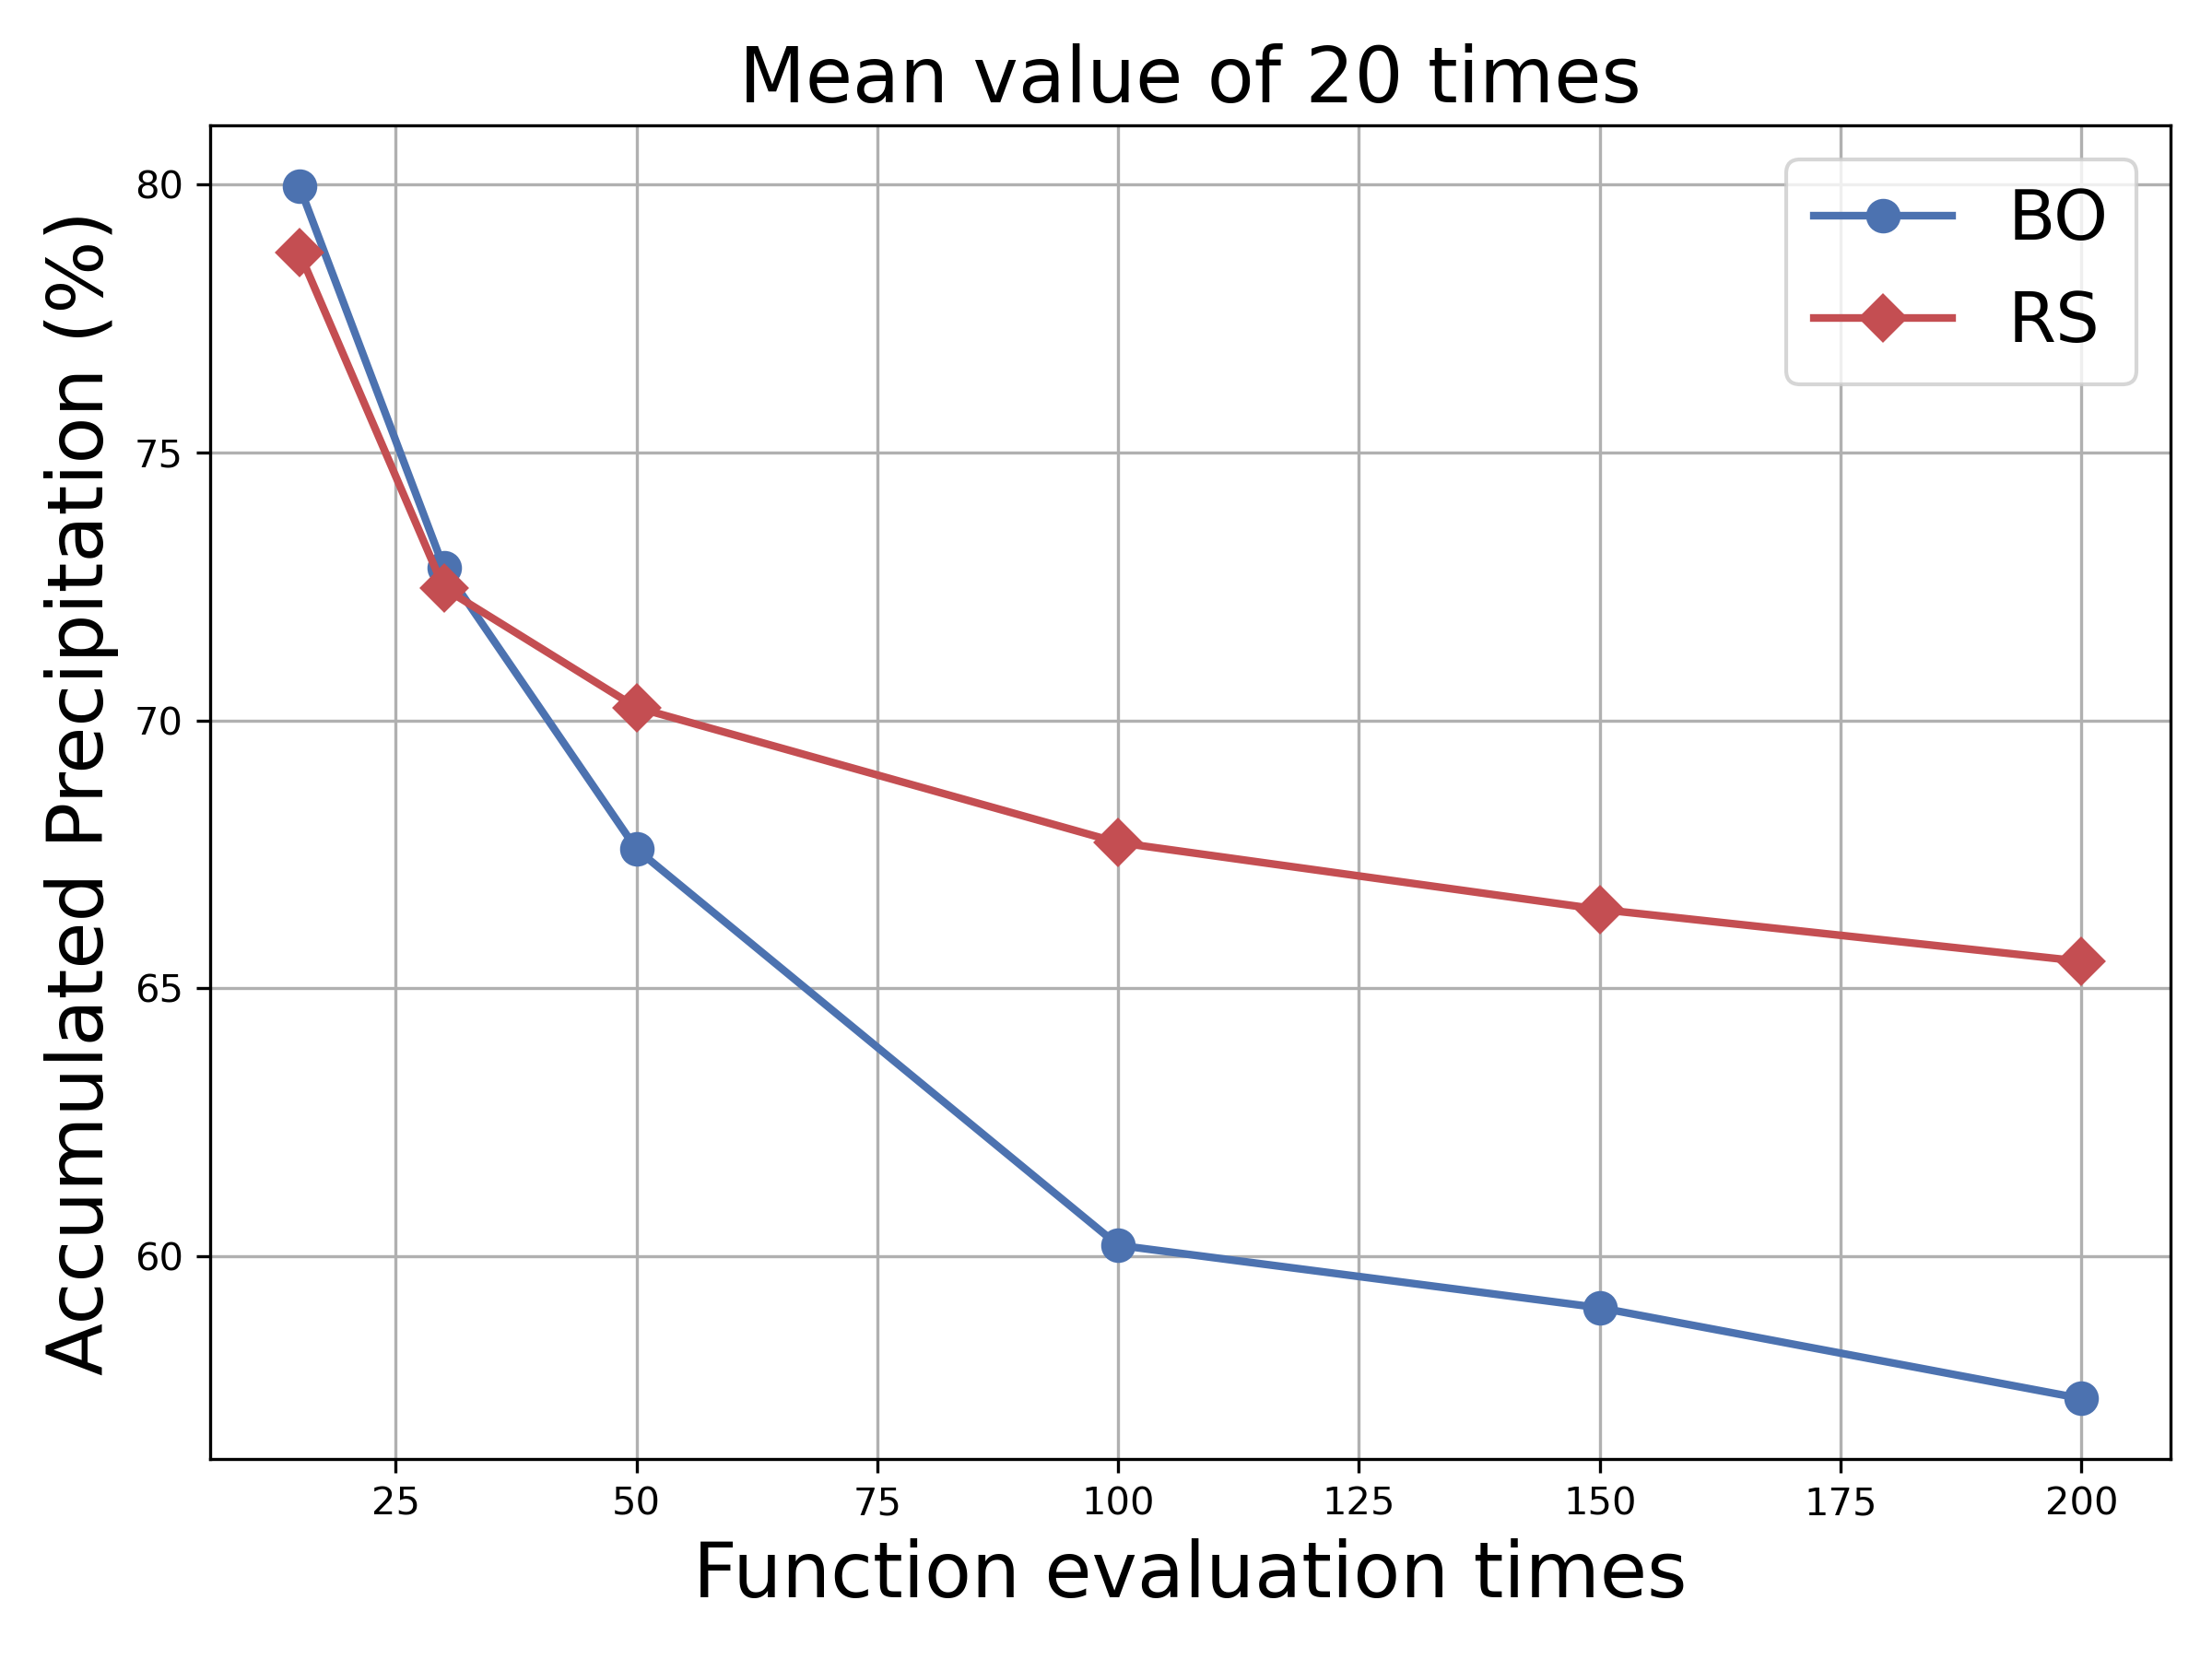 Mean value of 20 times
BO
RS
Accumulated Precipitation (%)
80
75
70
65
60
25 50 75 100 125 150 175 200
Function evaluation times